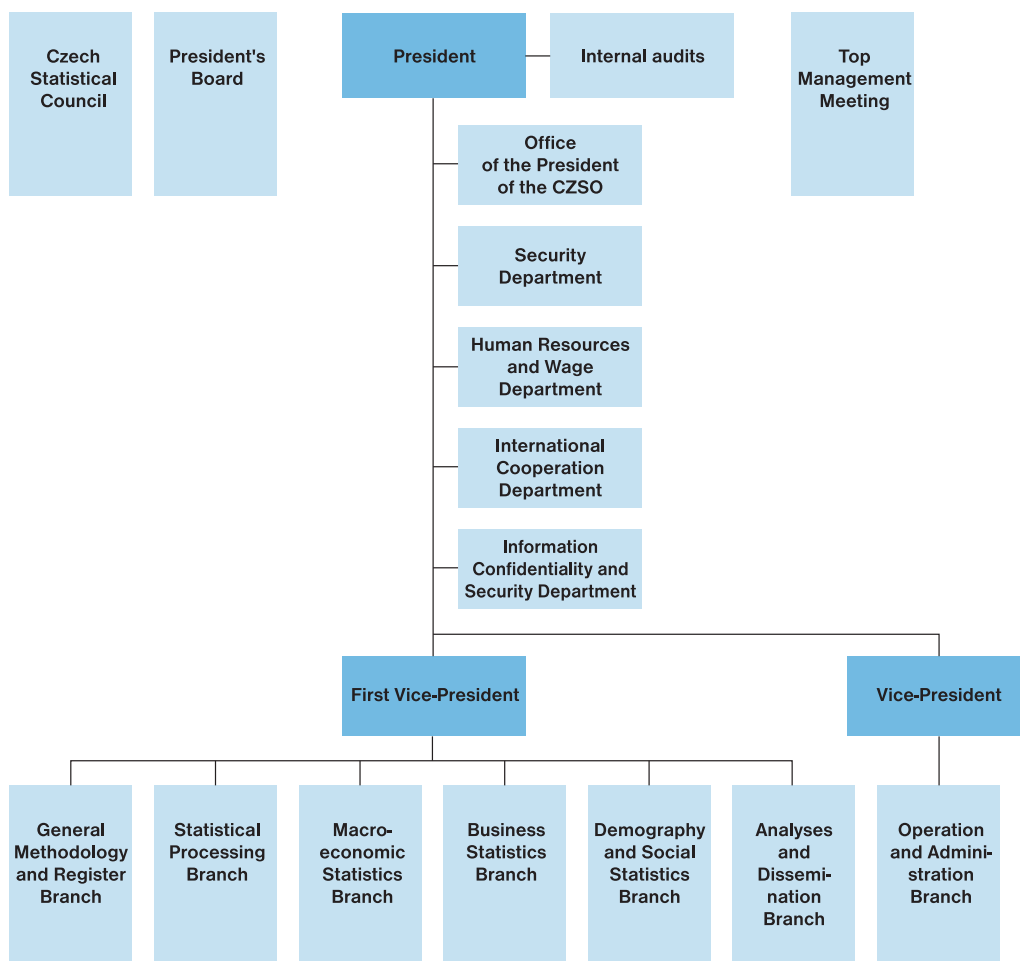 Czech
Statistical
Council
President's
Board
President
Internal audits
Top
Management
Meeting
Office
of the President
of the CZSO
Security
Department
Human Resources
and Wage
Department
International
Cooperation
Department
Information
Confidentiality and
Security Department
First Vice-President
Vice-President
General
Methodology
and Register
Branch
Statistical
Processing
Branch
Macro-
economic
Statistics
Branch
Business
Statistics
Branch
Demography
and Social
Statistics
Branch
Analyses
and
Dissemi-
nation
Branch
Operation
and Admini-
stration
Branch